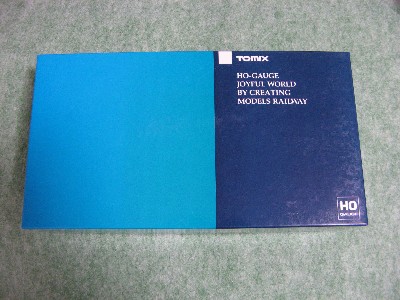 TOMIX
HO-GAUGE
JOYFUL WORLD
BY CREATING
MODELS RAILWAY
HO